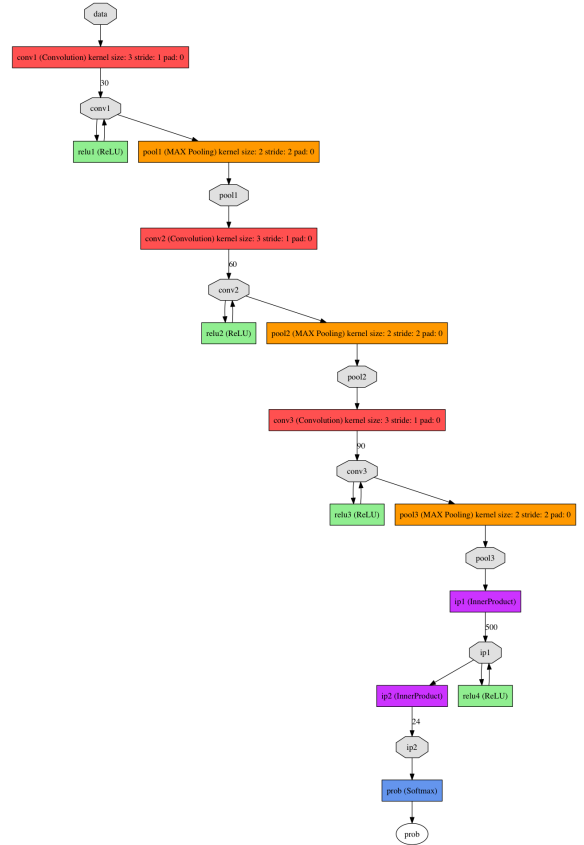 data
conv1 (Convolution) kernel size: 3 stride: 1 pad: 0
30
conv1
relu1 (ReLU)
pool1 (MAX Pooling) kernel size: 2 stride: 2 pad: 0
pool1
conv2 (Convolution) kernel size: 3 stride: 1 pad: 0
60
conv2
relu2 (ReLU)
pool2 (MAX Pooling) kernel size: 2 stride: 2 pad: 0
pool2
conv3 (Convolution) kernel size: 3 stride: 1 pad: 0
90
conv3
relu3 (ReLU)
pool3 (MAX Pooling) kernel size: 2 stride: 2 pad: 0
pool3
ip1 (InnerProduct)
500
ip1
ip2 (InnerProduct)
relu4 (ReLU)
24
ip2
prob (Softmax)
prob